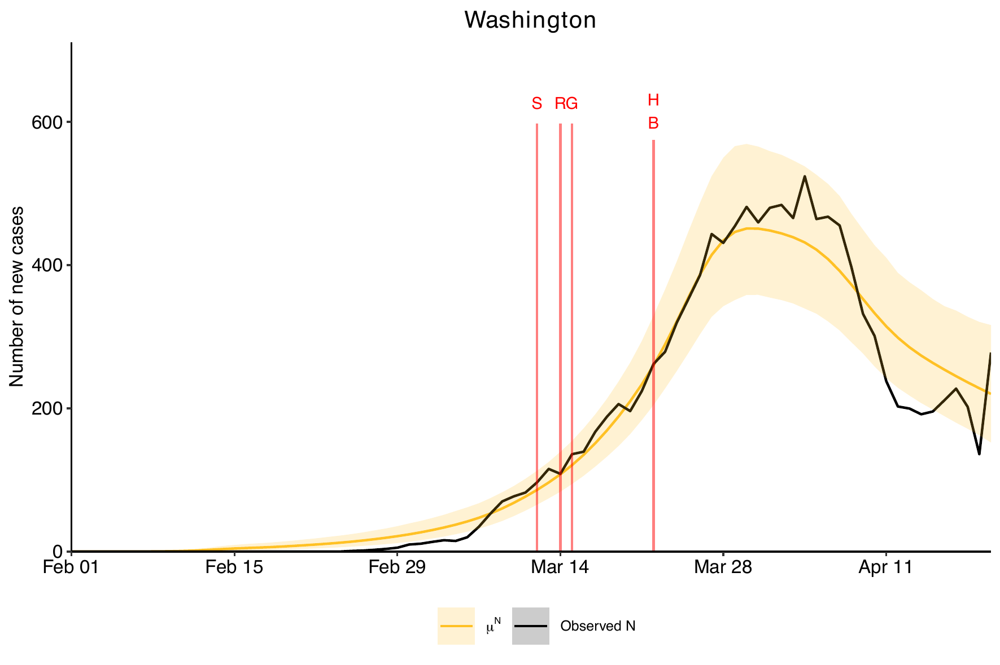 Washington
Number of new cases
600
400
200
0
S RG H
B
Feb 01 Feb 15 Feb 29 Mar 14 Mar 28 Apr 11
μN Observed N